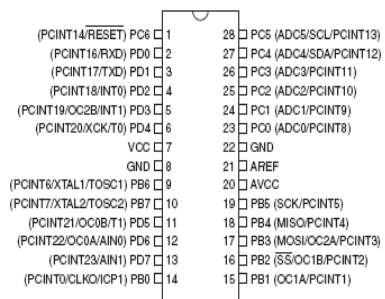 (PCINT14/RESET) PC6 1 28 PC5 (ADC5/SCL/PCINT13)
(PCINT16/RXD) PD0 2 27 PC4 (ADC4/SDA/PCINT12)
(PCINT17/TXD) PD1 3 26 PC3 (ADC3/PCINT11)
(PCINT18/INT0) PD2 4 25 PC2 (ADC2/PCINT10)
(PCINT19/OC2B/INT1) PD3 5 24 PC1 (ADC1/PCINT9)
(PCINT20/XCK/T0) PD4 6 23 PC0 (ADC0/PCINT8)
VCC 7 22 GND
GND 8 21 AREF
(PCINT6/XTAL1/TOSC1) PB6 9 20 AVCC
(PCINT7/XTAL2/TOSC2) PB7 10 19 PB5 (SCK/PCINT5)
(PCINT21/OC0B/T1) PD5 11 18 PB4 (MISO/PCINT4)
(PCINT22/OC0A/AIN0) PD6 12 17 PB3 (MOSI/OC2A/PCINT3)
(PCINT23/AIN1) PD7 13 16 PB2 (SS/OC1B/PCINT2)
(PCINT0/CLKO/ICP1) PB0 14 15 PB1 (OC1A/PCINT1)